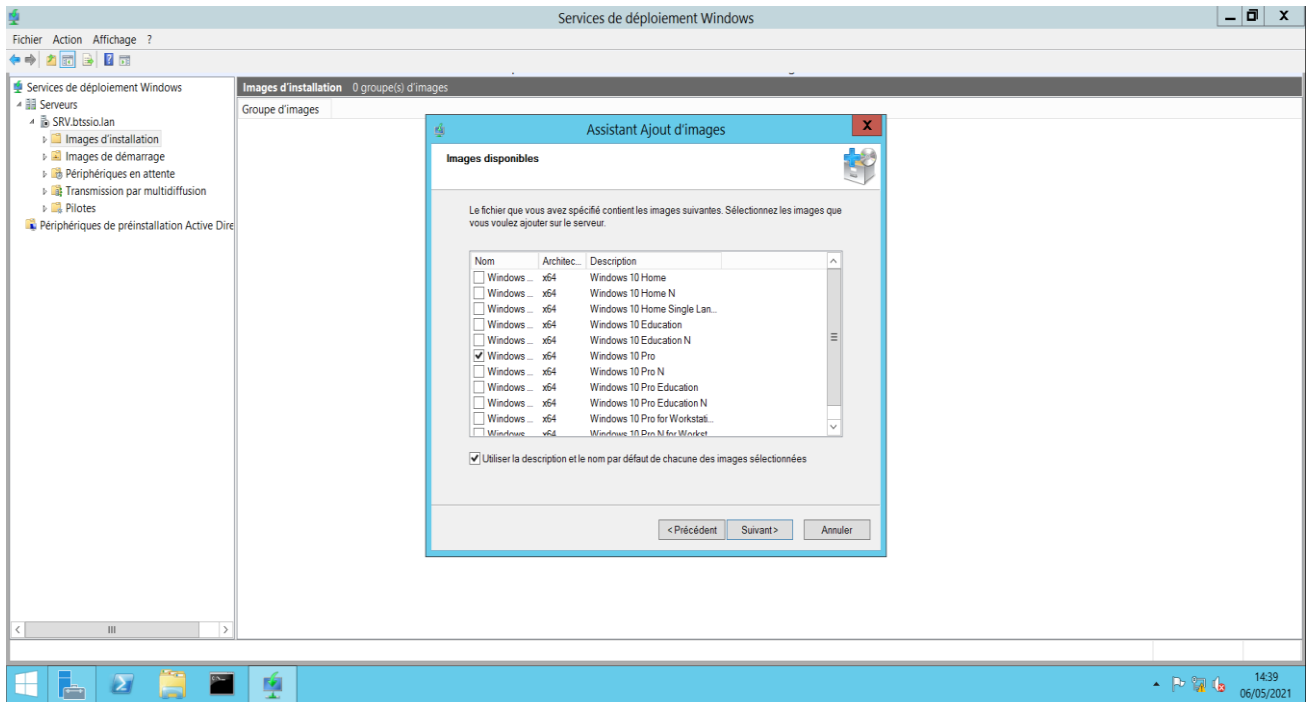 Services de déploiement Windows
Fichier Action Affichage ?
Services de déploiement Windows
Serveurs
SRV.btssio.lan
Images d'installation
Images de démarrage
Périphériques en attente
Transmission par multidiffusion
Pilotes
Périphériques de préinstallation Active Dire
Images d'installation 0 groupe(s) d'images
Groupe d'images
Assistant Ajout d'images
Images disponibles
Le fichier que vous avez spécifié contient les images suivantes. Sélectionnez les images que
vous voulez ajouter sur le serveur.
Nom Architec... Description
Windows ... x64 Windows 10 Home
Windows ... x64 Windows 10 Home N
Windows ... x64 Windows 10 Home Single Lan...
Windows ... x64 Windows 10 Education
Windows ... x64 Windows 10 Education N
Windows ... x64 Windows 10 Pro
Windows ... x64 Windows 10 Pro N
Windows ... x64 Windows 10 Pro Education
Windows ... x64 Windows 10 Pro Education N
Windows ... x64 Windows 10 Pro for Workstati...
Windows x64 Windows 10 Pro N for Workst
Utiliser la description et le nom par défaut de chacune des images sélectionnées
< Précédent Suivant > Annuler
14:39
06/05/2021